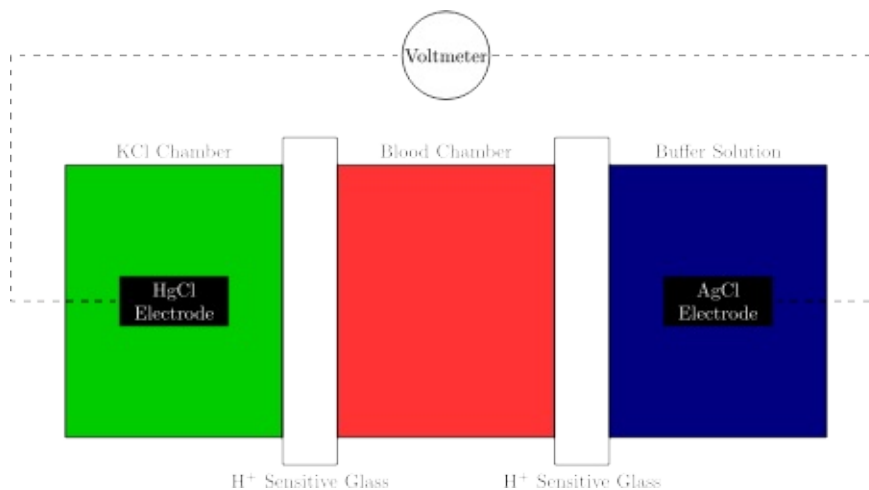 Voltmeter
KCl Chamber
Blood Chamber
Buffer Solution
HgCl
Electrode
AgCl
Electrode
H⁺ Sensitive Glass
H⁺ Sensitive Glass